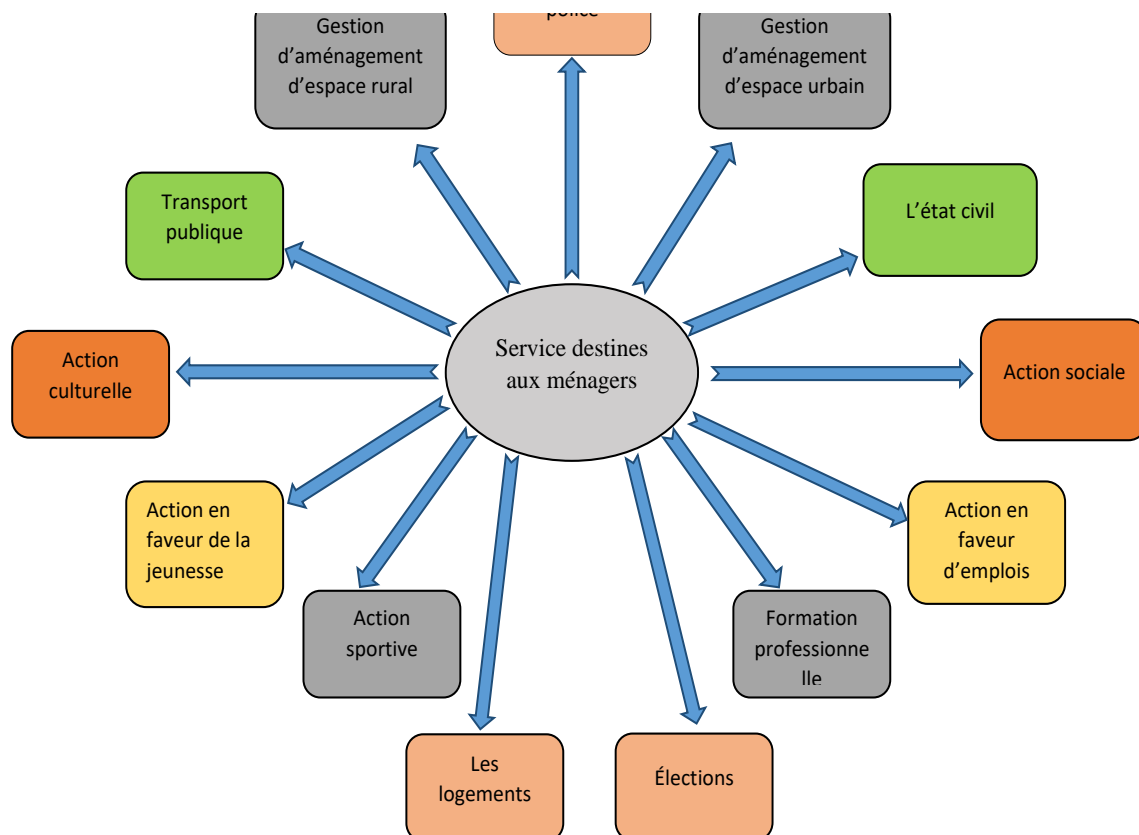 police
Gestion
d’aménagement
d’espace rural
Gestion
d’aménagement
d’espace urbain
Transport
publique
L’état civil
Service destines
aux ménagers
Action
culturelle
Action sociale
Action en
faveur de la
jeunesse
Action en
faveur
d’emplois
Action
sportive
Formation
professionne
lle
Les
logements
Élections